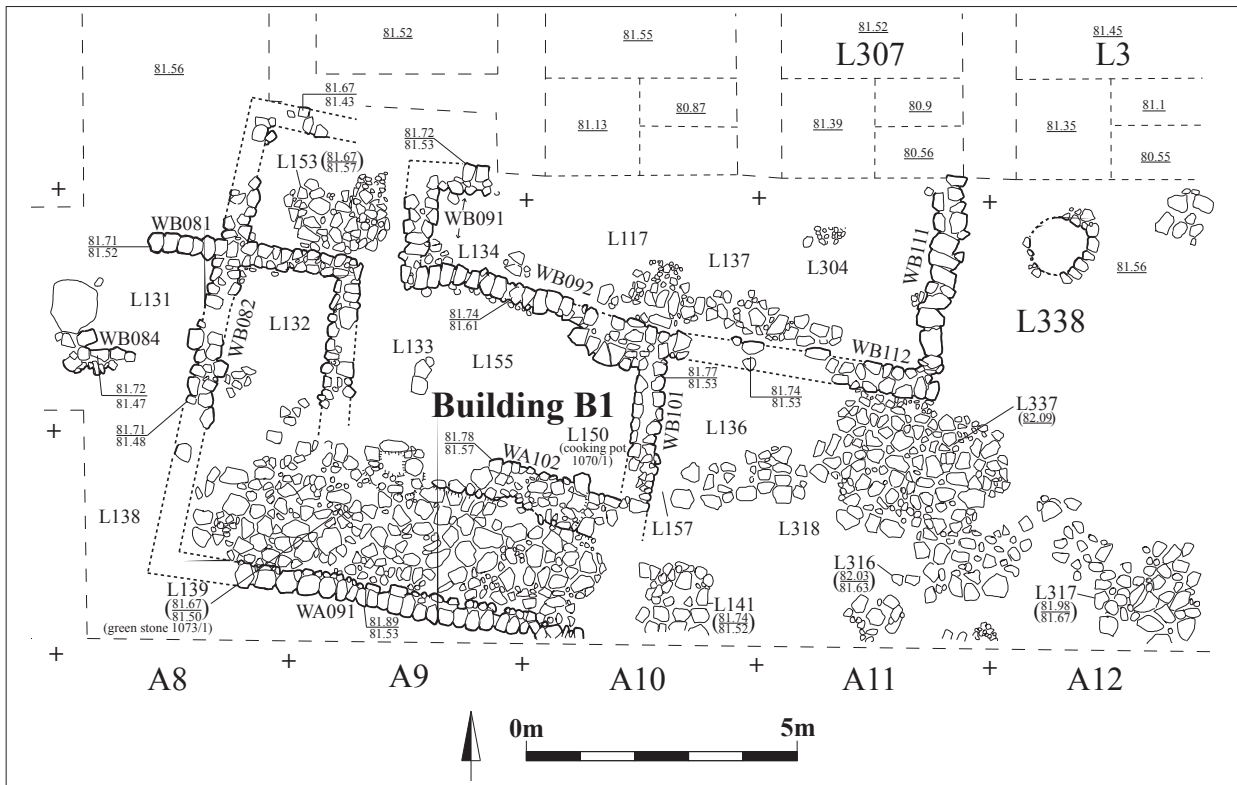 81.52
81.55
81.52
81.45
L307
L3
81.56
81.67
81.43
80.87
80.9
81.1
81.13
81.39
81.35
81.72
81.53
80.56
80.55
L153 (81.67
81.57)
WB081
WB091
81.71
81.52
L134
L117
L137
L304
WB111
81.56
L131
WB092
WB082
L132
L338
81.74
81.61
WB084
L133
L155
WB112
81.77
81.53
81.74
81.53
81.72
81.47
L337
(82.09)
81.71
81.48
Building B1
WB101
L136
L150
(cooking pot
1070/1)
81.78
81.57
WA102
L138
L157
L318
L316
(82.03
81.63)
L139
(81.67
81.50)
(green stone 1073/1)
WA091
81.89
81.53
L141
(81.74
81.52)
L317
(81.98
81.67)
A8
A9
A10
A11
A12
0m
5m